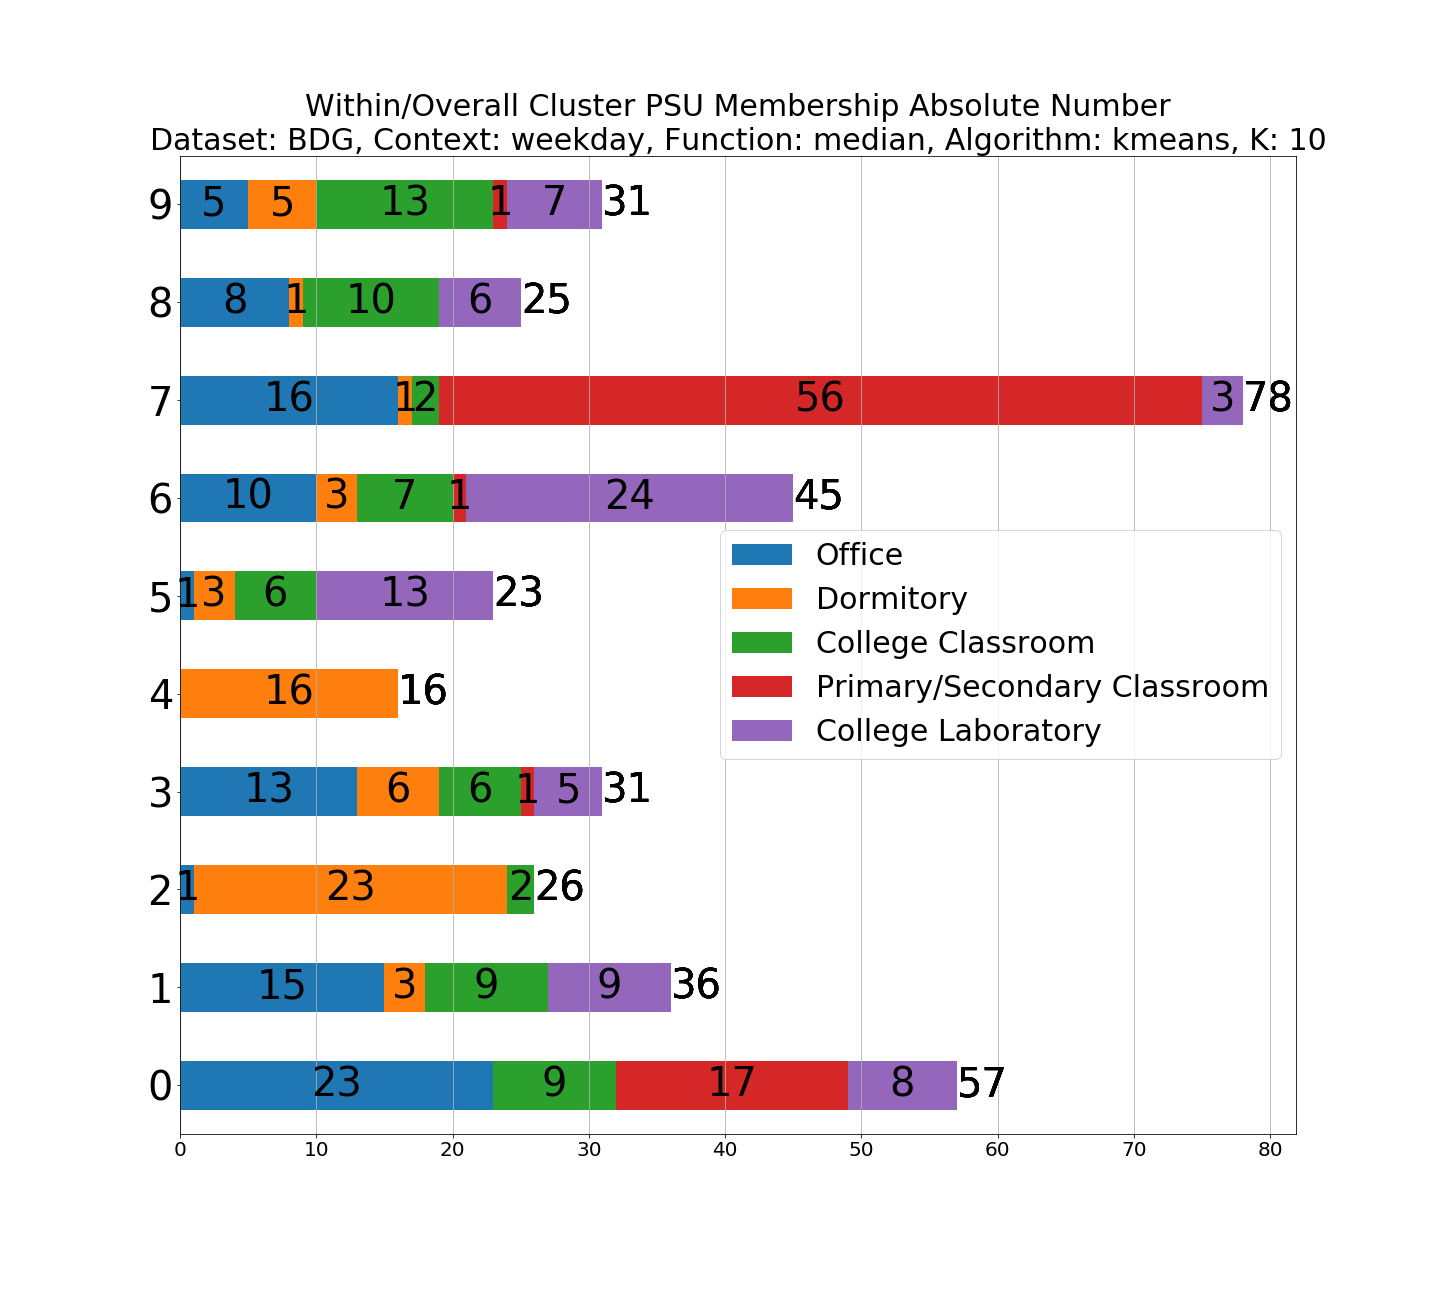 Within/Overall Cluster PSU Membership Absolute Number
Dataset: BDG, Context: weekday, Function: median, Algorithm: kmeans, K: 10
9 5 5 13 1 7 31
8 8 1 10 6 25
7 16 1 2 56 3 78
6 10 3 7 1 24 45
5 1 3 6 13 23
4 16 16
3 13 6 6 1 5 31
2 1 23 2 26
1 15 3 9 9 36
0 23 9 17 8 57
0 10 20 30 40 50 60 70 80
Office
Dormitory
College Classroom
Primary/Secondary Classroom
College Laboratory